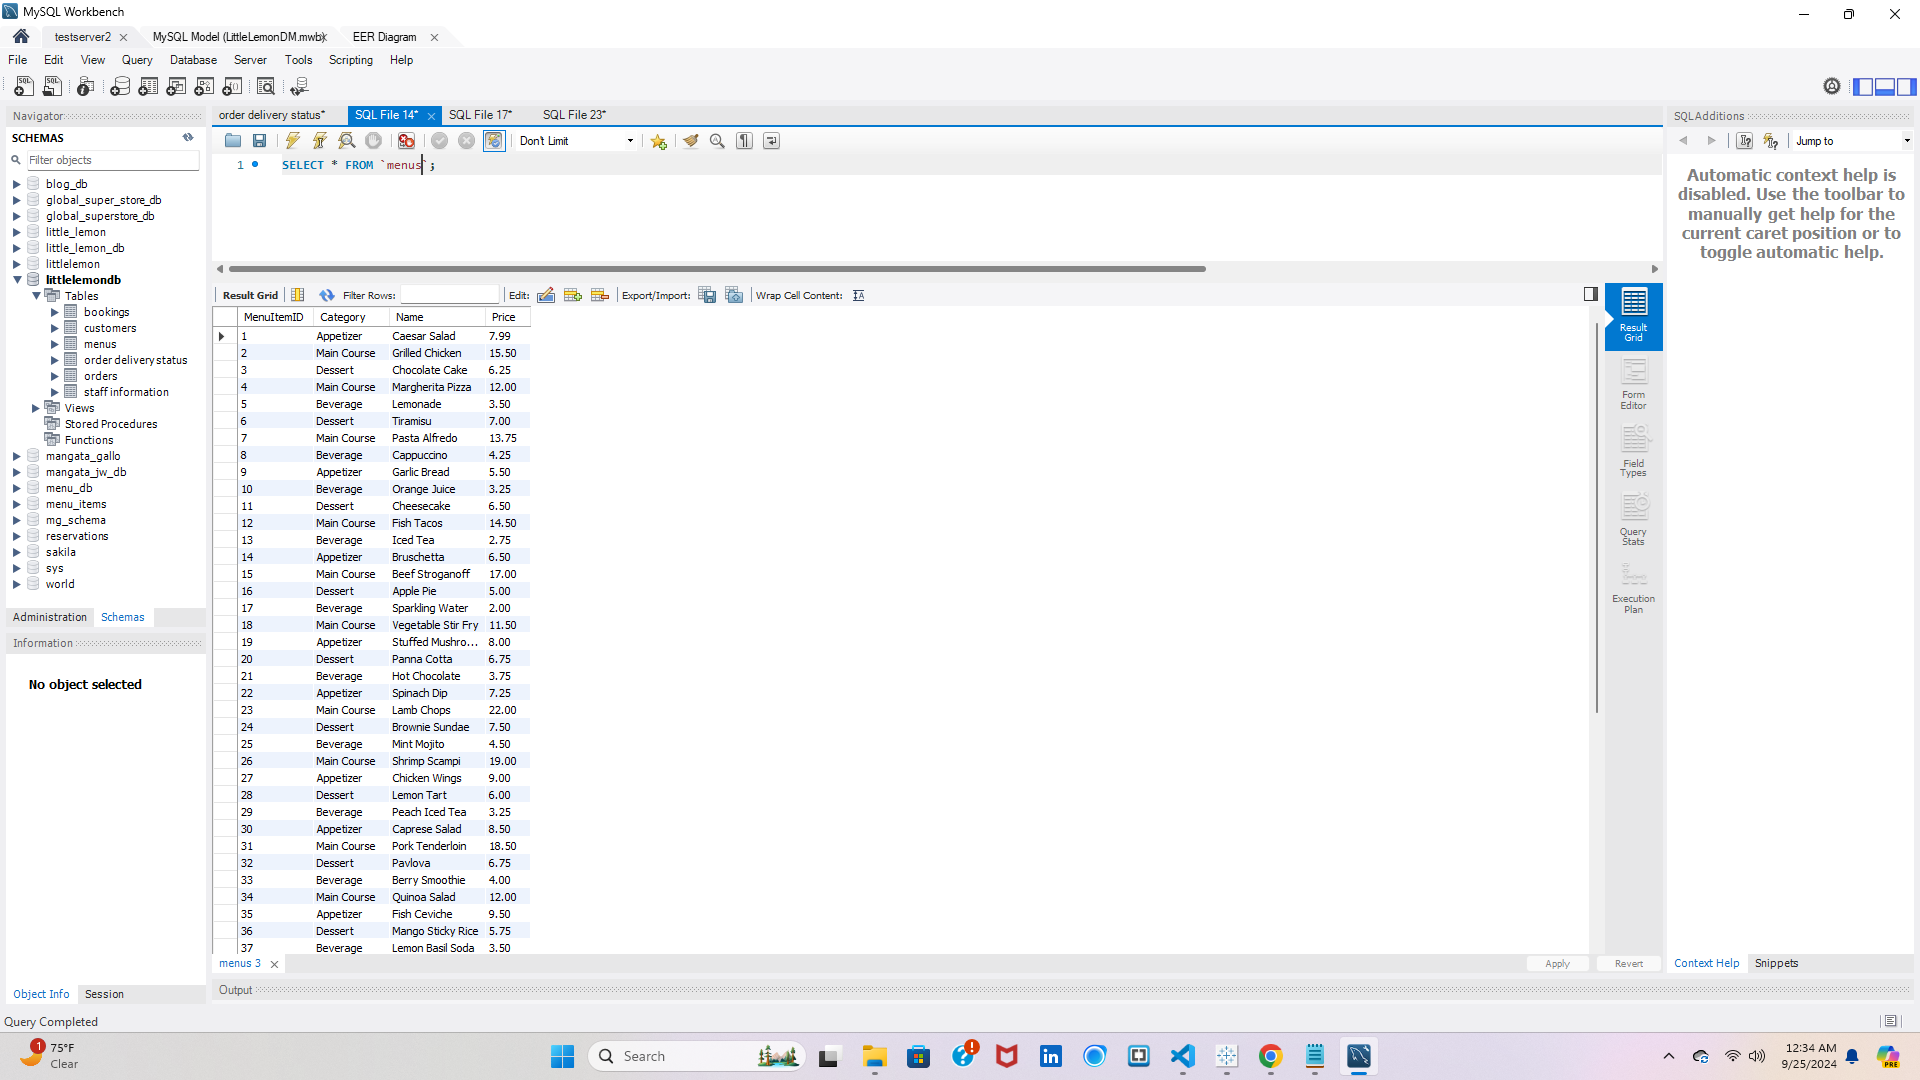 MySQL Workbench
testserver2
MySQL Model (LittleLemonDM.mwb)
EER Diagram
File Edit View Query Database Server Tools Scripting Help
Navigator
SCHEMAS
Filter objects
blog_db
global_super_store_db
global_superstore_db
little_lemon
little_lemon_db
littlelemon
littlelemondb
Tables
bookings
customers
menus
order delivery status
orders
staff information
Views
Stored Procedures
Functions
mangata_gallo
mangata_jw_db
menu_db
menu_items
mg_schema
reservations
sakila
sys
world
Administration Schemas
Information
No object selected
Object Info Session
order delivery status* SQL File 14* SQL File 17* SQL File 23*
Don't Limit
1 SELECT * FROM `menus`;
Result Grid Filter Rows: Edit: Export/Import: Wrap Cell Content:
MenuItemID Category Name Price
1 Appetizer Caesar Salad 7.99
2 Main Course Grilled Chicken 15.50
3 Dessert Chocolate Cake 6.25
4 Main Course Margherita Pizza 12.00
5 Beverage Lemonade 3.50
6 Dessert Tiramisu 7.00
7 Main Course Pasta Alfredo 13.75
8 Beverage Cappuccino 4.25
9 Appetizer Garlic Bread 5.50
10 Beverage Orange Juice 3.25
11 Dessert Cheesecake 6.50
12 Main Course Fish Tacos 14.50
13 Beverage Iced Tea 2.75
14 Appetizer Bruschetta 6.50
15 Main Course Beef Stroganoff 17.00
16 Dessert Apple Pie 5.00
17 Beverage Sparkling Water 2.00
18 Main Course Vegetable Stir Fry 11.50
19 Appetizer Stuffed Mushro... 8.00
20 Dessert Panna Cotta 6.75
21 Beverage Hot Chocolate 3.75
22 Appetizer Spinach Dip 7.25
23 Main Course Lamb Chops 22.00
24 Dessert Brownie Sundae 7.50
25 Beverage Mint Mojito 4.50
26 Main Course Shrimp Scampi 19.00
27 Appetizer Chicken Wings 9.00
28 Dessert Lemon Tart 6.00
29 Beverage Peach Iced Tea 3.25
30 Appetizer Caprese Salad 8.50
31 Main Course Pork Tenderloin 18.50
32 Dessert Pavlova 6.75
33 Beverage Berry Smoothie 4.00
34 Main Course Quinoa Salad 12.00
35 Appetizer Fish Ceviche 9.50
36 Dessert Mango Sticky Rice 5.75
37 Beverage Lemon Basil Soda 3.50
menus 3
Apply Revert
Output
Result
Grid
Form
Editor
Field
Types
Query
Stats
Execution
Plan
SQLAdditions
Jump to
Automatic context help is
disabled. Use the toolbar to
manually get help for the
current caret position or to
toggle automatic help.
Context Help Snippets
Query Completed
1
75°F
Clear
Search
12:34 AM
9/25/2024
PRE